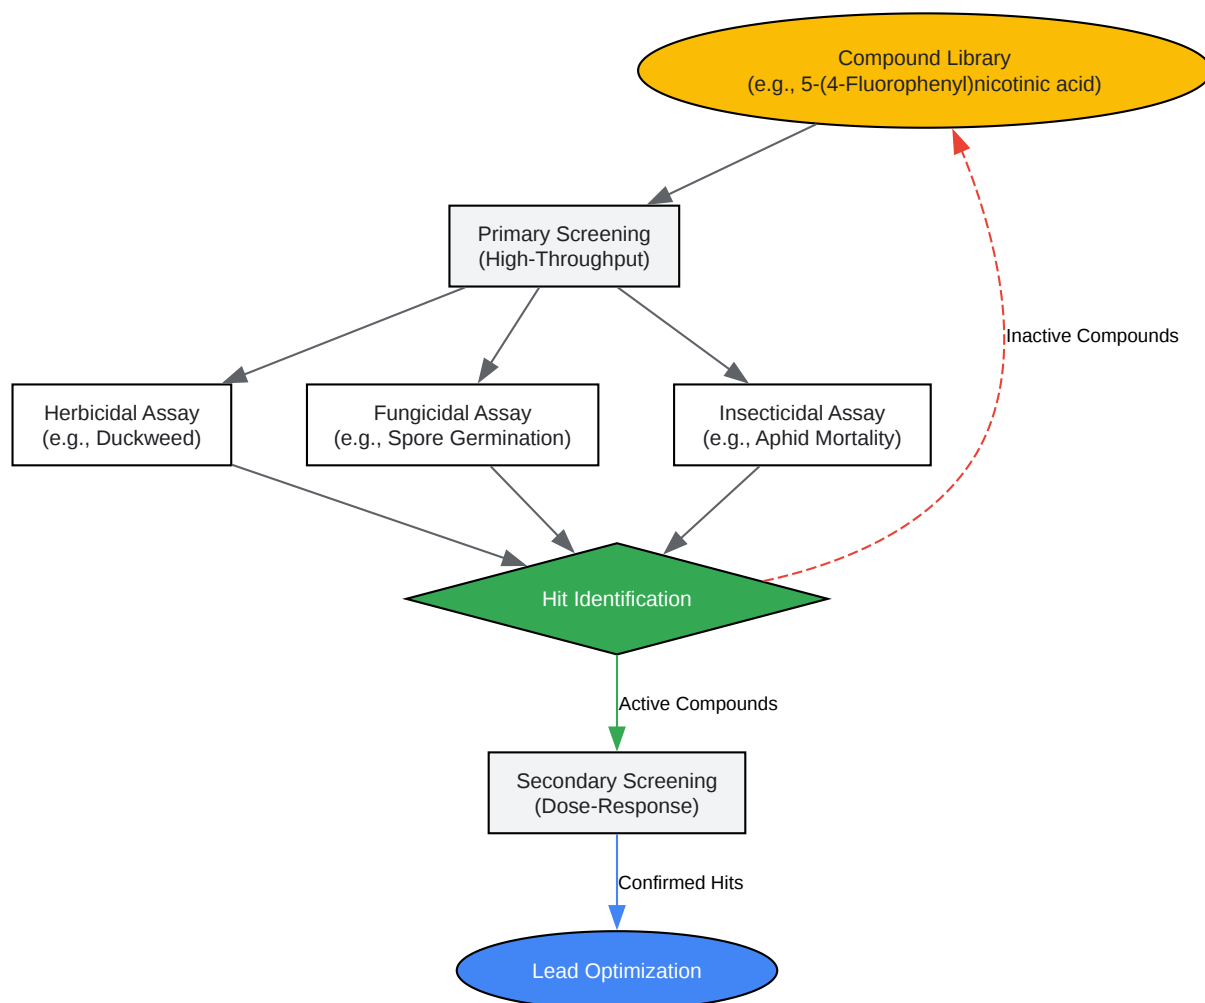 Compound Library
(e.g., 5-(4-Fluorophenyl)nicotinic acid)
Primary Screening
(High-Throughput)
Inactive Compounds
Herbicidal Assay
(e.g., Duckweed)
Fungicidal Assay
(e.g., Spore Germination)
Insecticidal Assay
(e.g., Aphid Mortality)
Hit Identification
Active Compounds
Secondary Screening
(Dose-Response)
Confirmed Hits
Lead Optimization